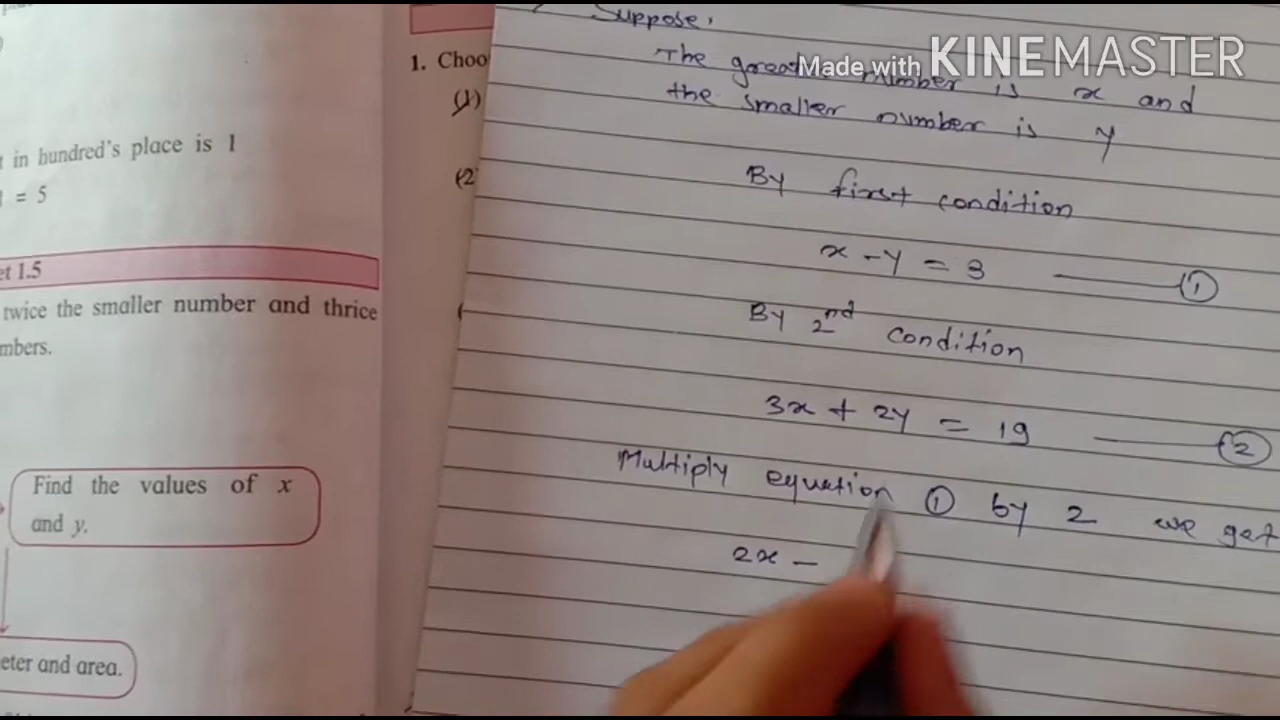 in hundred's place is 1
= 5
et 1.5
twice the smaller number and thrice
mbers.
Find the values of x
and y.
eter and area.
1. Choo
(1)
(2
Suppose,
The greate number is x and
the smaller number is y
By first condition
x - y = 3 ——— (1)
By 2nd condition
3x + 2y = 19 ——— (2)
Multiply equation (1) by 2 we get
2x -
Made with KINEMASTER